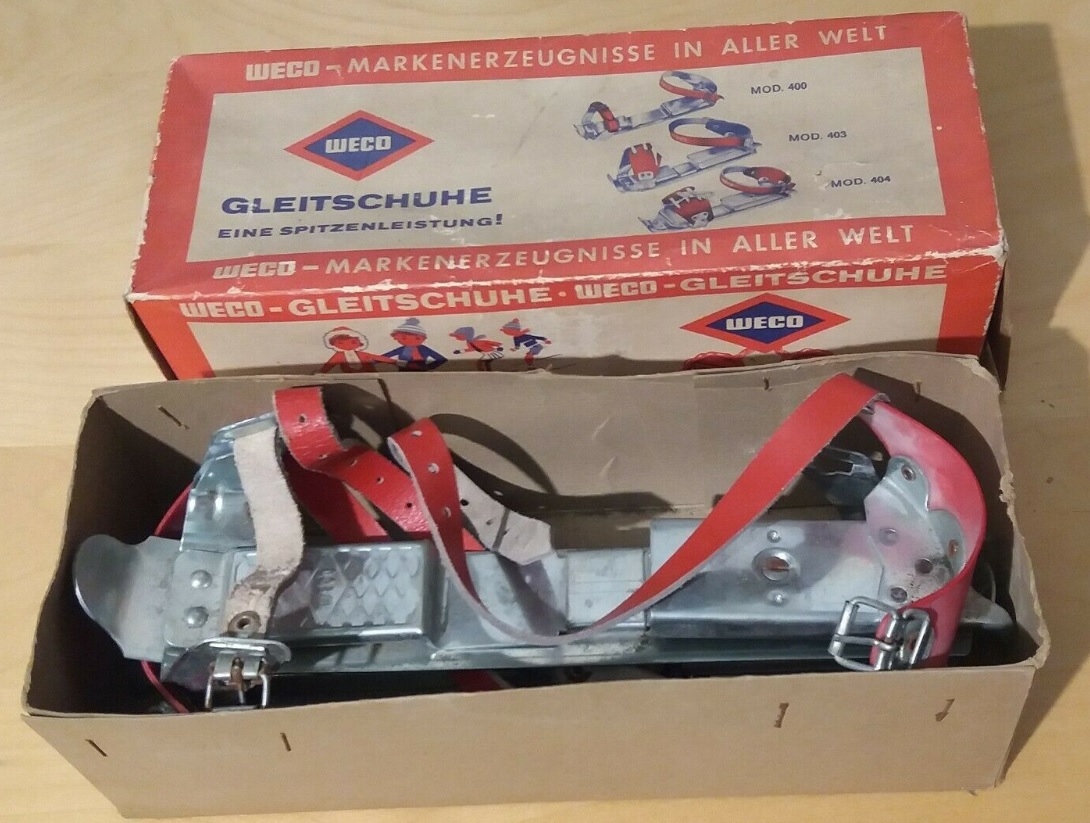 WECO-MARKENERZEUGNISSE IN ALLER WELT
MOD. 400
WECO
MOD. 403
GLEITSCHUHE
MOD. 404
EINE SPITZENLEISTUNG!
WECO-MARKENERZEUGNISSE IN ALLER WELT
WECO-GLEITSCHUHE · WECO-GLEITSCHUHE
WECO